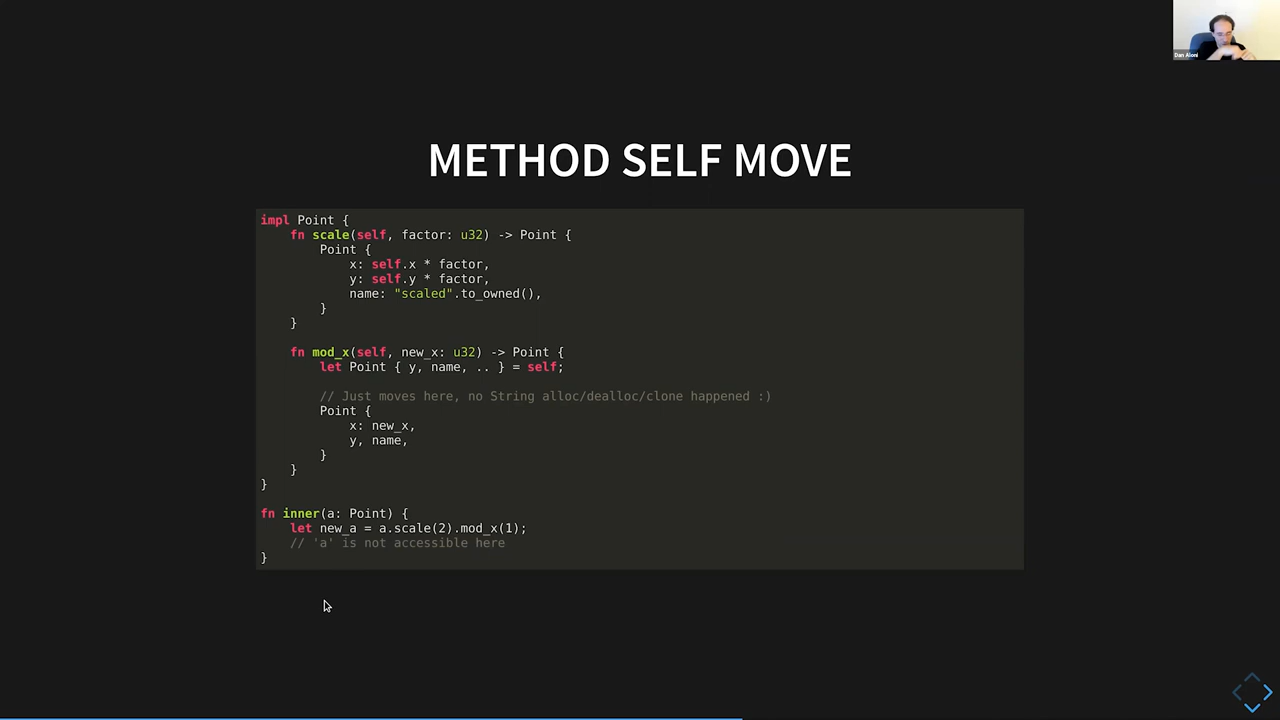 Dan Aloni
METHOD SELF MOVE
impl Point {
    fn scale(self, factor: u32) -> Point {
        Point {
            x: self.x * factor,
            y: self.y * factor,
            name: "scaled".to_owned(),
        }
    }

    fn mod_x(self, new_x: u32) -> Point {
        let Point { y, name, .. } = self;

        // Just moves here, no String alloc/dealloc/clone happened :)
        Point {
            x: new_x,
            y, name,
        }
    }
}

fn inner(a: Point) {
    let new_a = a.scale(2).mod_x(1);
    // 'a' is not accessible here
}